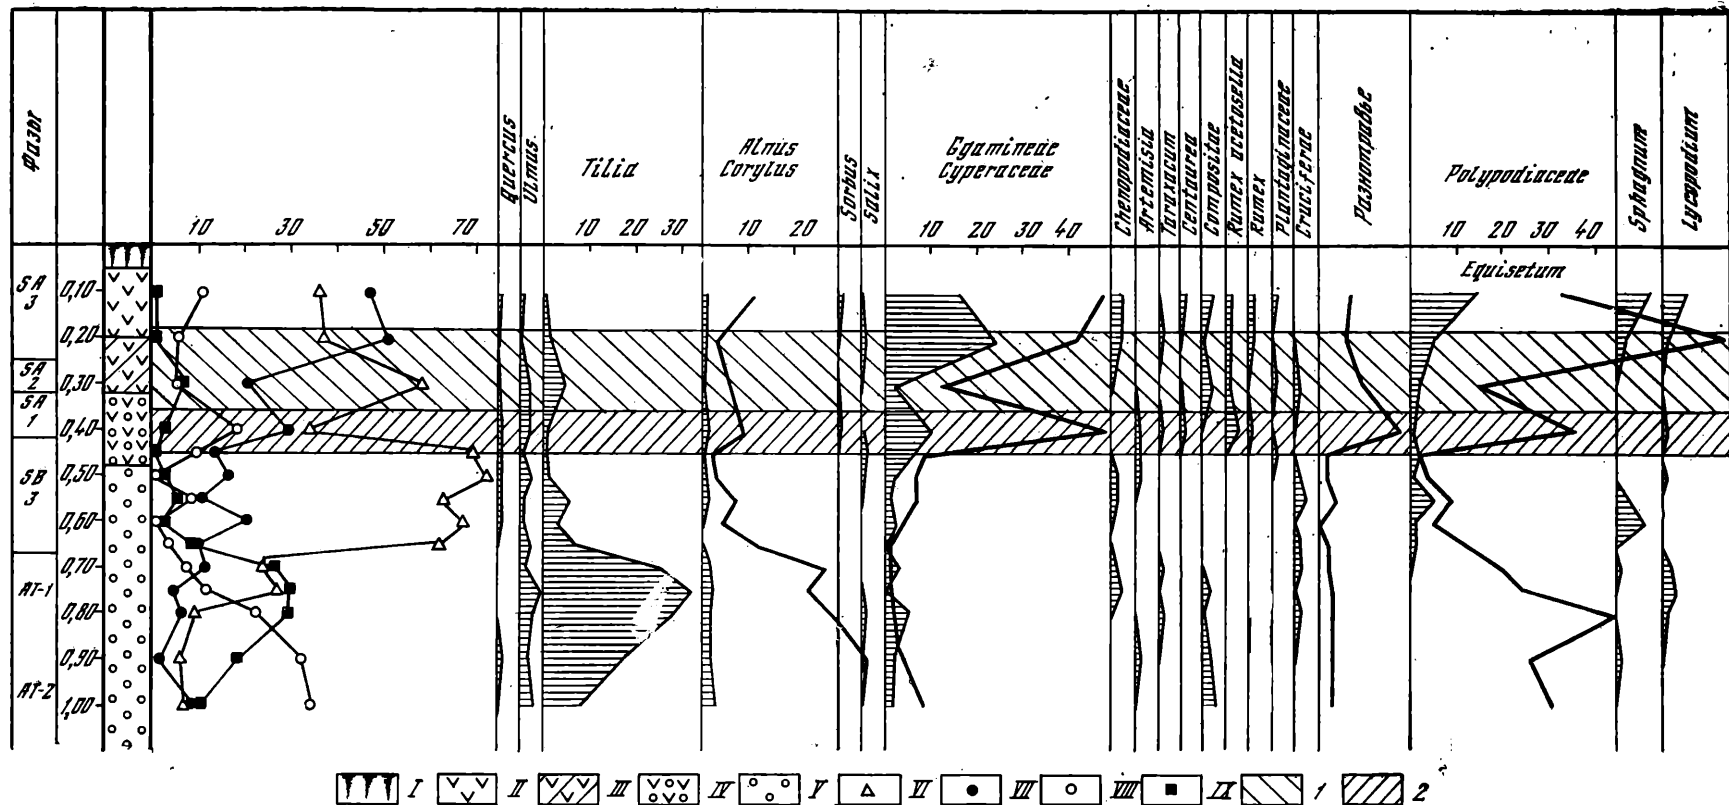 Фазы
Quercus
Ulmus
Tilia
Alnus
Corylus
Sorbus
Salix
Ggamineae
Cyperaceae
Chenopodiaceae
Artemisia
Taraxacum
Centaurea
Compositae
Rumex acetosella
Rumex
Plantaginaceae
Cruciferae
Разнотравье
Polypodiaceae
Sphagnum
Lycopodium
10 30 50 70
10 20 30
10 20
10 20 30 40
10 20 30 40
Equisetum
SA
3
SA
2
SA
1
SB
3
AT-1
AT-2
0,10
0,20
0,30
0,40
0,50
0,60
0,70
0,80
0,90
1,00
I II III IV V VI VII VIII IX 1 2